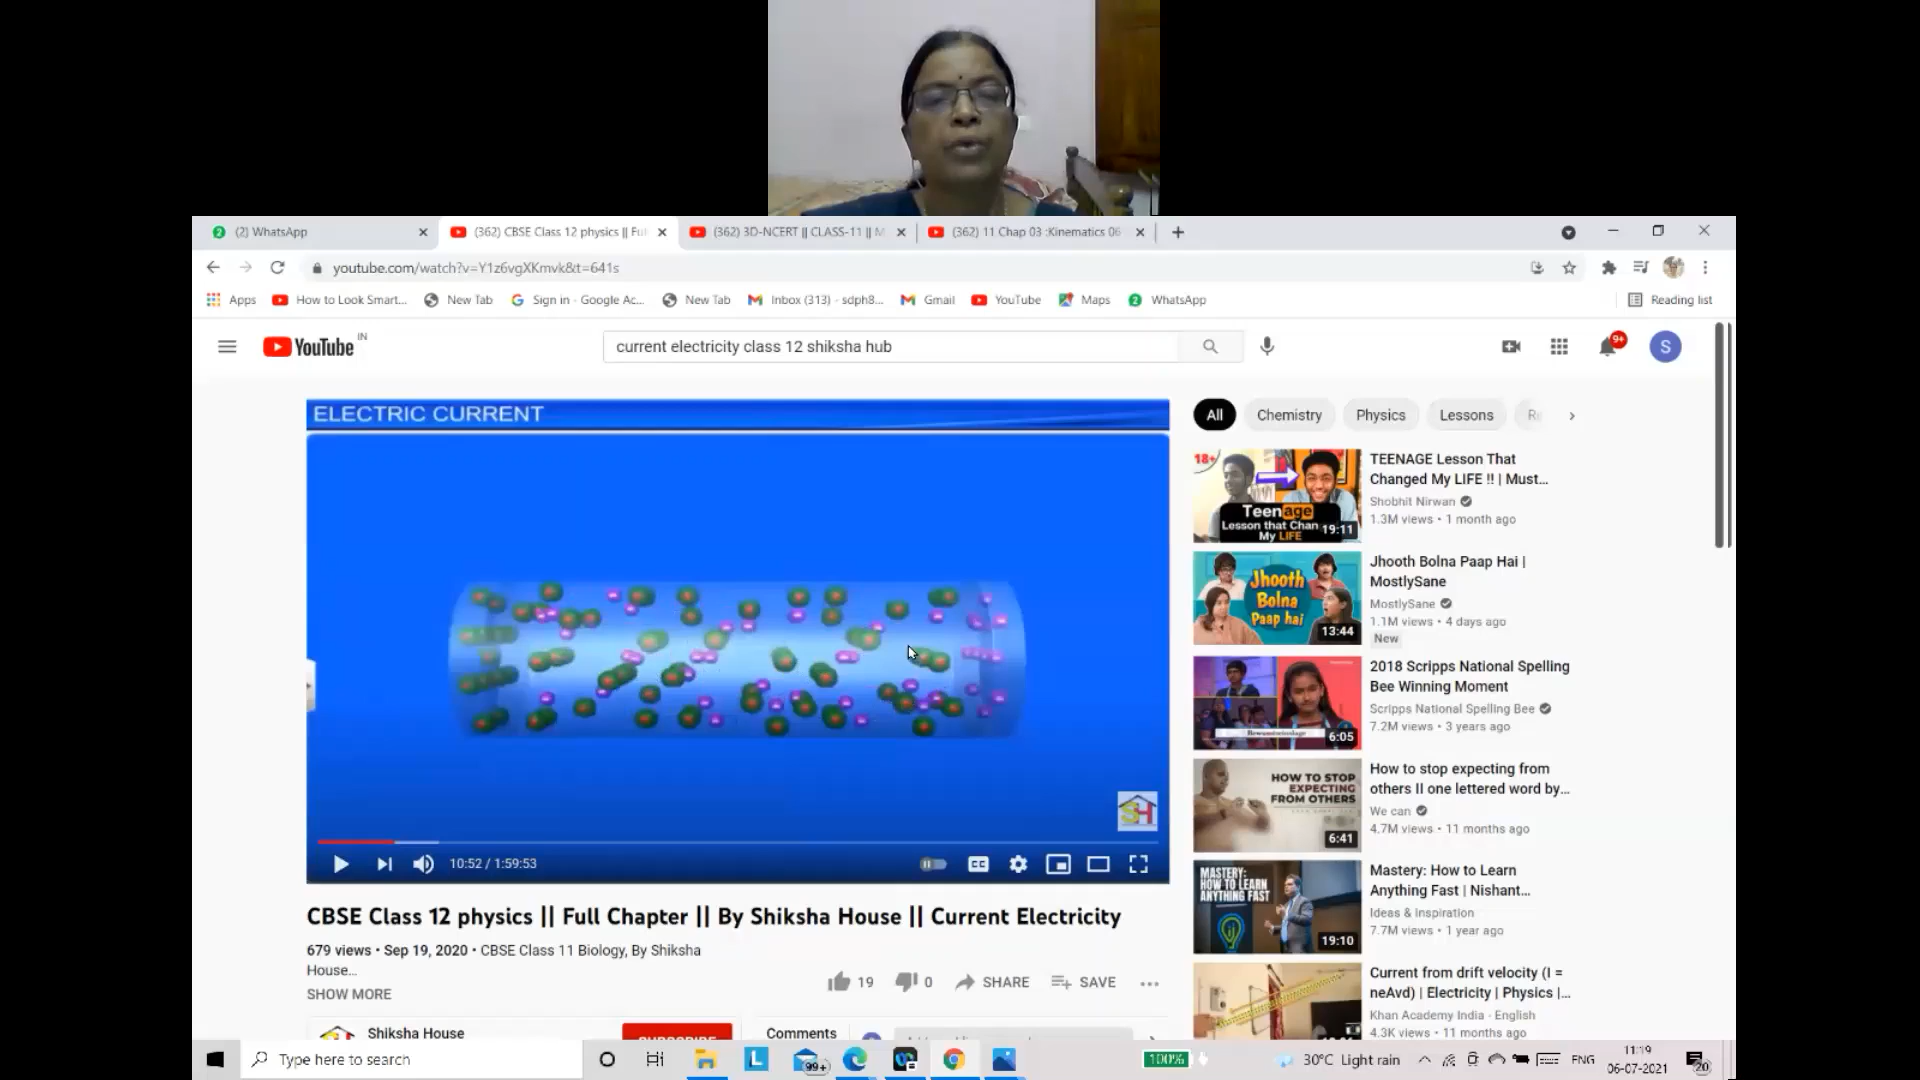 (2) WhatsApp
(362) CBSE Class 12 physics || Ful
(362) 3D-NCERT || CLASS-11 || M
(362) 11 Chap 03 :Kinematics 06
youtube.com/watch?v=Y1z6vgXKmvk&t=641s
Apps
How to Look Smart...
New Tab
Sign in - Google Ac...
New Tab
Inbox (313) - sdph8...
Gmail
YouTube
Maps
WhatsApp
Reading list
YouTube IN
current electricity class 12 shiksha hub
9+
S
ELECTRIC CURRENT
SH
10:52 / 1:59:53
CC
CBSE Class 12 physics || Full Chapter || By Shiksha House || Current Electricity
679 views • Sep 19, 2020 • CBSE Class 11 Biology, By Shiksha
House...
SHOW MORE
19
0
SHARE
SAVE
Shiksha House
SUBSCRIBE
Comments
All
Chemistry
Physics
Lessons
18+
Teenage
Lesson that Chan
My LIFE
19:11
TEENAGE Lesson That
Changed My LIFE !! | Must...
Shobhit Nirwan
1.3M views • 1 month ago
Jhooth
Bolna
Paap hai
13:44
Jhooth Bolna Paap Hai |
MostlySane
MostlySane
1.1M views • 4 days ago
New
6:05
2018 Scripps National Spelling
Bee Winning Moment
Scripps National Spelling Bee
7.2M views • 3 years ago
HOW TO STOP
EXPECTING
FROM OTHERS
6:41
How to stop expecting from
others II one lettered word by...
We can
4.7M views • 11 months ago
MASTERY:
HOW TO LEARN
ANYTHING FAST
19:10
Mastery: How to Learn
Anything Fast | Nishant...
Ideas & Inspiration
7.7M views • 1 year ago
Current from drift velocity (I =
neAvd) | Electricity | Physics |...
Khan Academy India - English
4.3K views • 11 months ago
Type here to search
L
99+
100%
30°C Light rain
ENG
11:19
06-07-2021
20